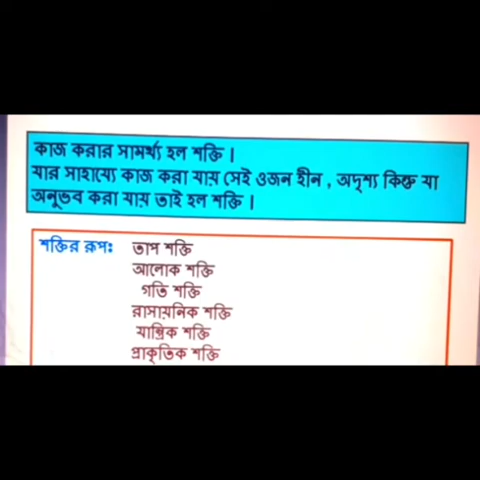 কাজ করার সামর্থ্য হল শক্তি ।
যার সাহায্যে কাজ করা যায় সেই ওজন হীন , অদৃশ্য কিন্তু যা
অনুভব করা যায় তাই হল শক্তি ।
শক্তির রূপঃ তাপ শক্তি
আলোক শক্তি
গতি শক্তি
রাসায়নিক শক্তি
যান্ত্রিক শক্তি
প্রাকৃতিক শক্তি